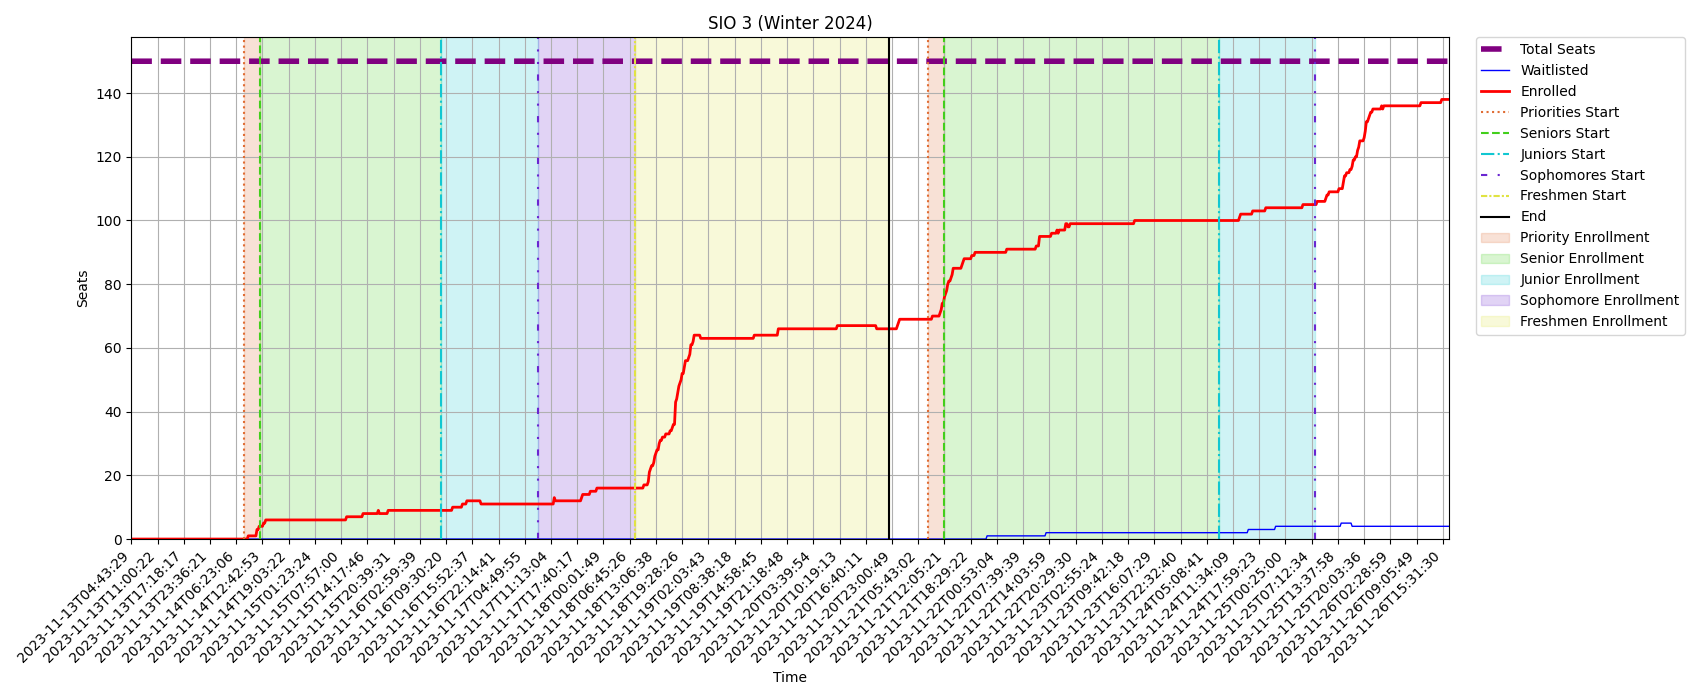 SIO 3 (Winter 2024)
Seats
140
120
100
80
60
40
20
0
2023-11-13T04:43:29
2023-11-13T11:00:22
2023-11-13T17:18:17
2023-11-13T23:36:21
2023-11-14T06:23:06
2023-11-14T12:42:53
2023-11-14T19:03:22
2023-11-15T01:23:24
2023-11-15T07:57:00
2023-11-15T14:17:46
2023-11-15T20:39:31
2023-11-16T02:59:39
2023-11-16T09:30:20
2023-11-16T15:52:37
2023-11-16T22:14:41
2023-11-17T04:49:55
2023-11-17T11:13:04
2023-11-17T17:40:17
2023-11-18T00:01:49
2023-11-18T06:45:26
2023-11-18T13:06:38
2023-11-18T19:28:26
2023-11-19T02:03:43
2023-11-19T08:38:18
2023-11-19T14:58:45
2023-11-19T21:18:48
2023-11-20T03:39:54
2023-11-20T10:19:13
2023-11-20T16:40:11
2023-11-20T23:00:49
2023-11-21T05:43:02
2023-11-21T12:05:21
2023-11-21T18:29:22
2023-11-22T00:53:04
2023-11-22T07:39:39
2023-11-22T14:03:59
2023-11-22T20:29:30
2023-11-23T02:55:24
2023-11-23T09:42:18
2023-11-23T16:07:29
2023-11-23T22:32:40
2023-11-24T05:08:41
2023-11-24T11:34:09
2023-11-24T17:59:23
2023-11-25T00:25:00
2023-11-25T07:12:34
2023-11-25T13:37:58
2023-11-25T20:03:36
2023-11-26T02:28:59
2023-11-26T09:05:49
2023-11-26T15:31:30
Time
Total Seats
Waitlisted
Enrolled
Priorities Start
Seniors Start
Juniors Start
Sophomores Start
Freshmen Start
End
Priority Enrollment
Senior Enrollment
Junior Enrollment
Sophomore Enrollment
Freshmen Enrollment